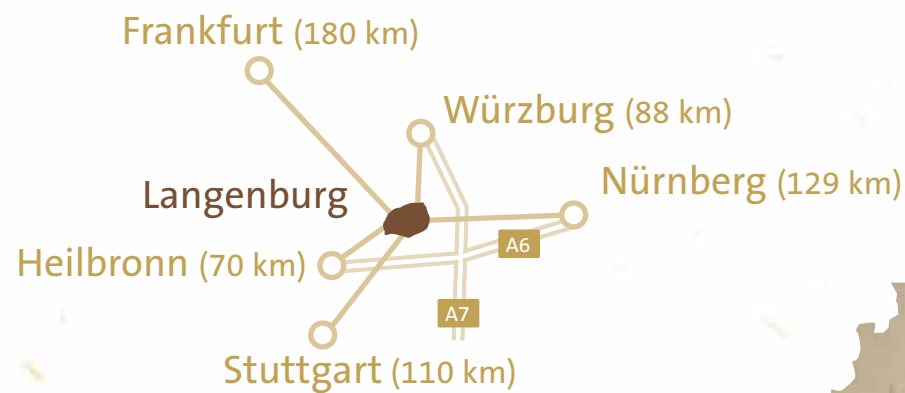 Frankfurt (180 km)
Würzburg (88 km)
Langenburg
Nürnberg (129 km)
A6
Heilbronn (70 km)
A7
Stuttgart (110 km)